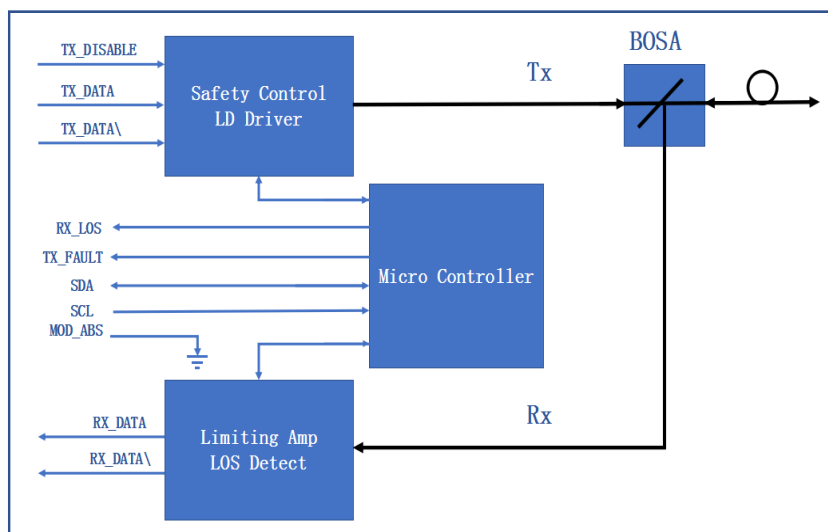 BOSA
TX_DISABLE
TX_DATA
TX_DATA\
Safety Control
LD Driver
Tx
RX_LOS
TX_FAULT
SDA
SCL
MOD_ABS
Micro Controller
RX_DATA
RX_DATA\
Limiting Amp
LOS Detect
Rx